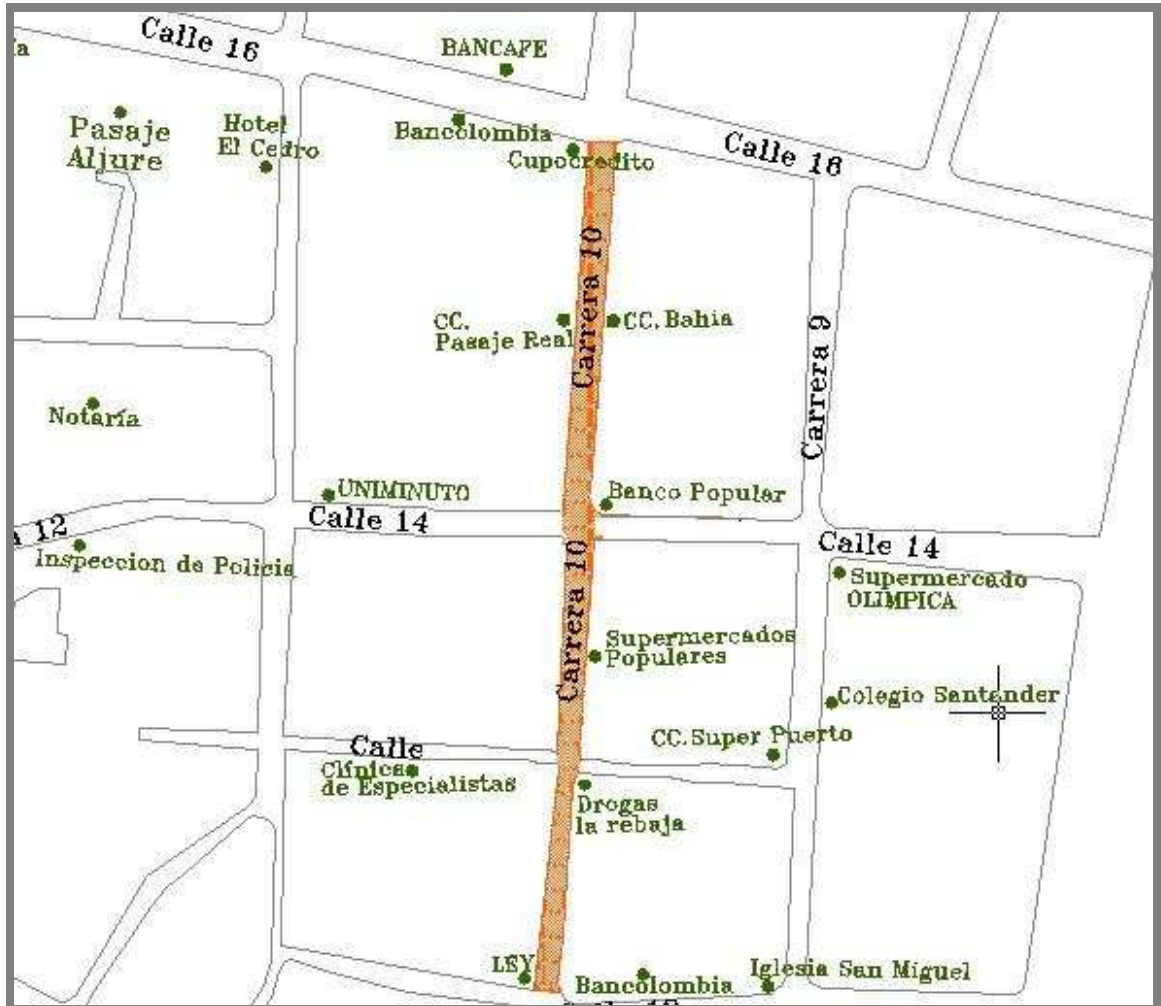 Calle 16
BANCAFE
Pasaje
Aljure
Hotel
El Cedro
Bancolombia
Cupocredito
Calle 16
Carrera 10
CC.
Pasaje Real
CC. Bahia
Carrera 9
Notaría
UNIMINUTO
Banco Popular
Calle 14
12
Calle 14
Inspeccion de Policia
Supermercado
OLIMPICA
Carrera 10
Supermercados
Populares
Colegio Santander
CC. Super Puerto
Calle
Clínica
de Especialistas
Drogas
la rebaja
LEY
Bancolombia
Iglesia San Miguel